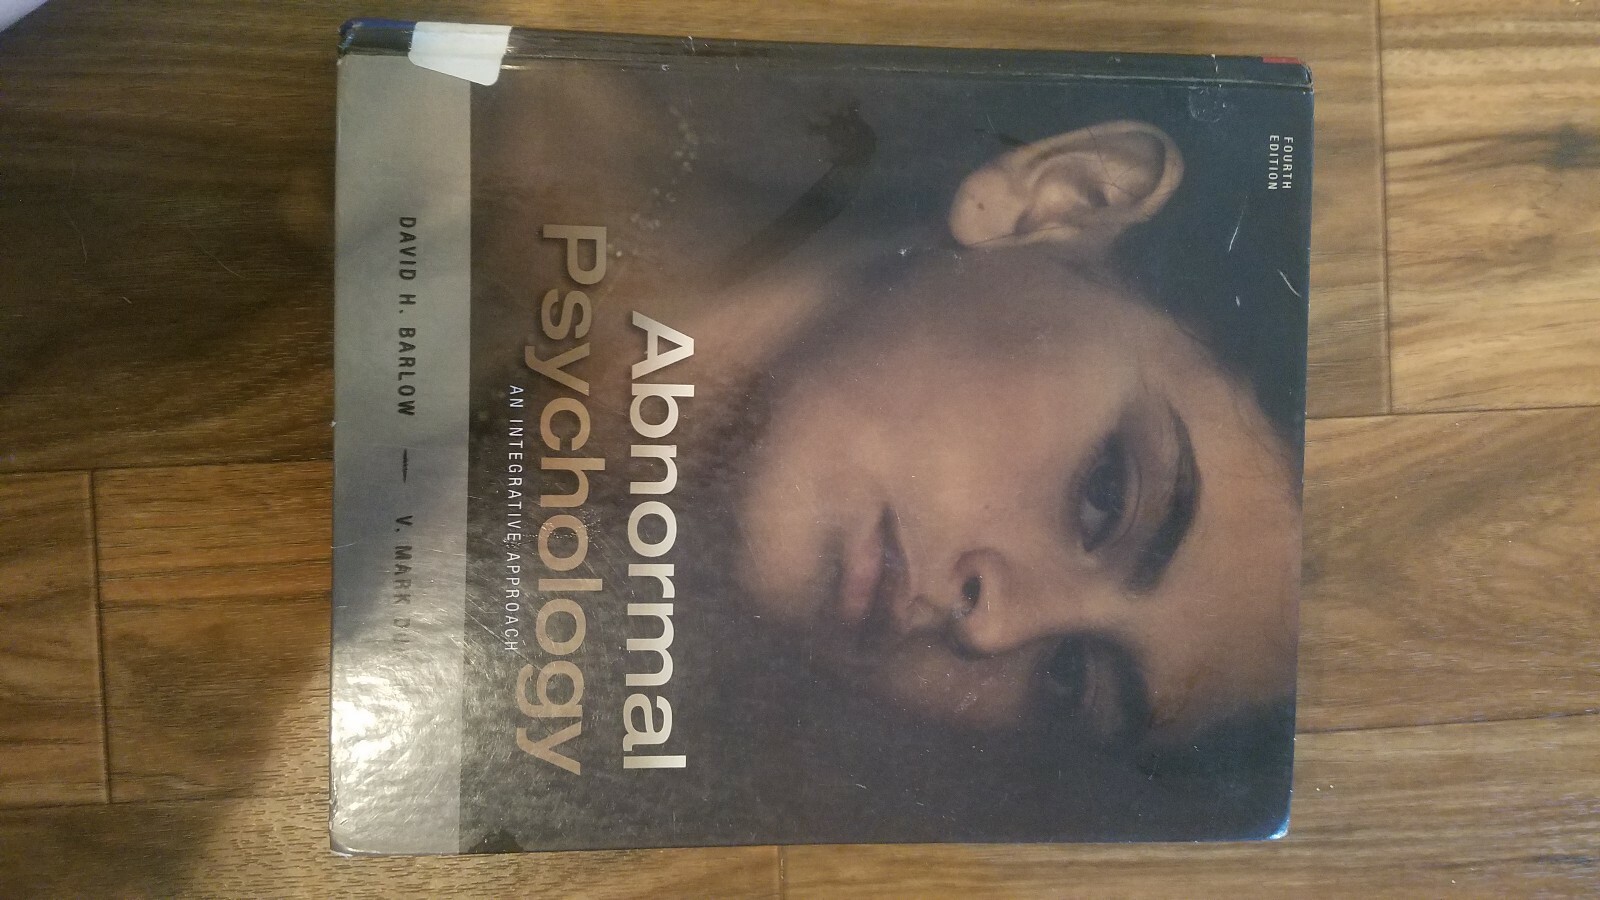 FOURTH
EDITION
Abnormal
Psychology
AN INTEGRATIVE APPROACH
DAVID H. BARLOW — V. MARK